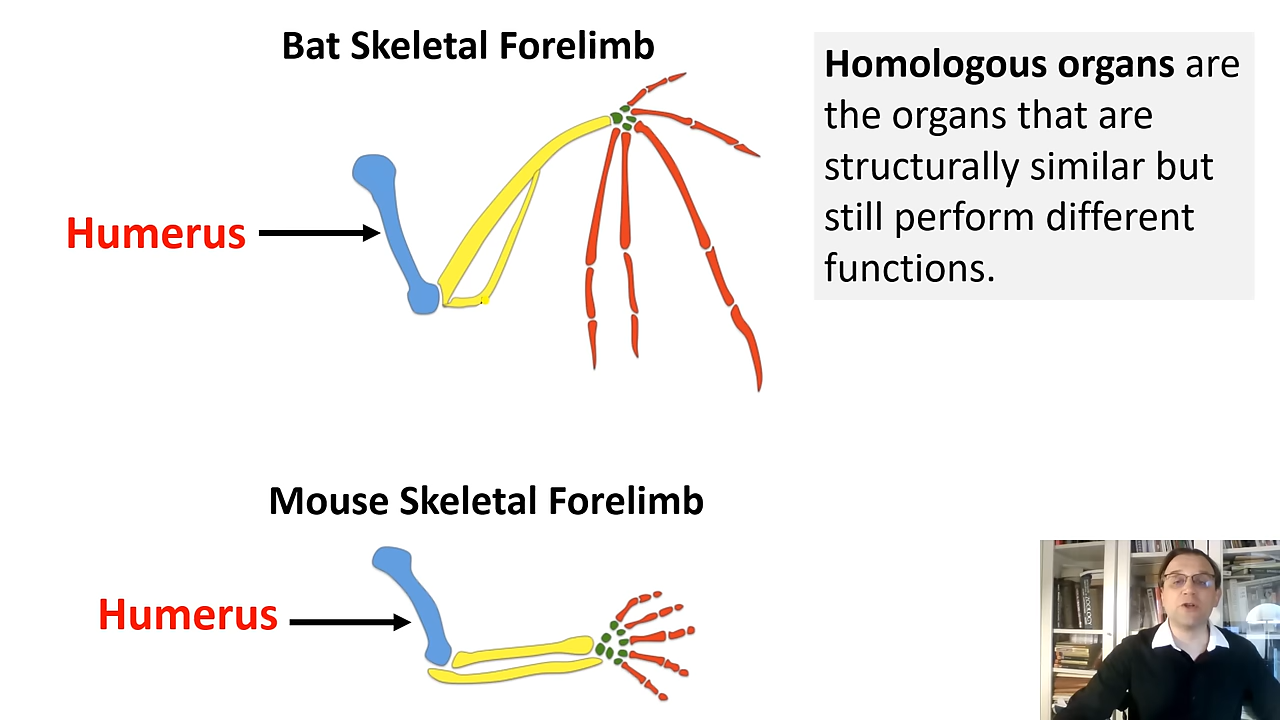 Bat Skeletal Forelimb
Humerus
Homologous organs are
the organs that are
structurally similar but
still perform different
functions.
Mouse Skeletal Forelimb
Humerus